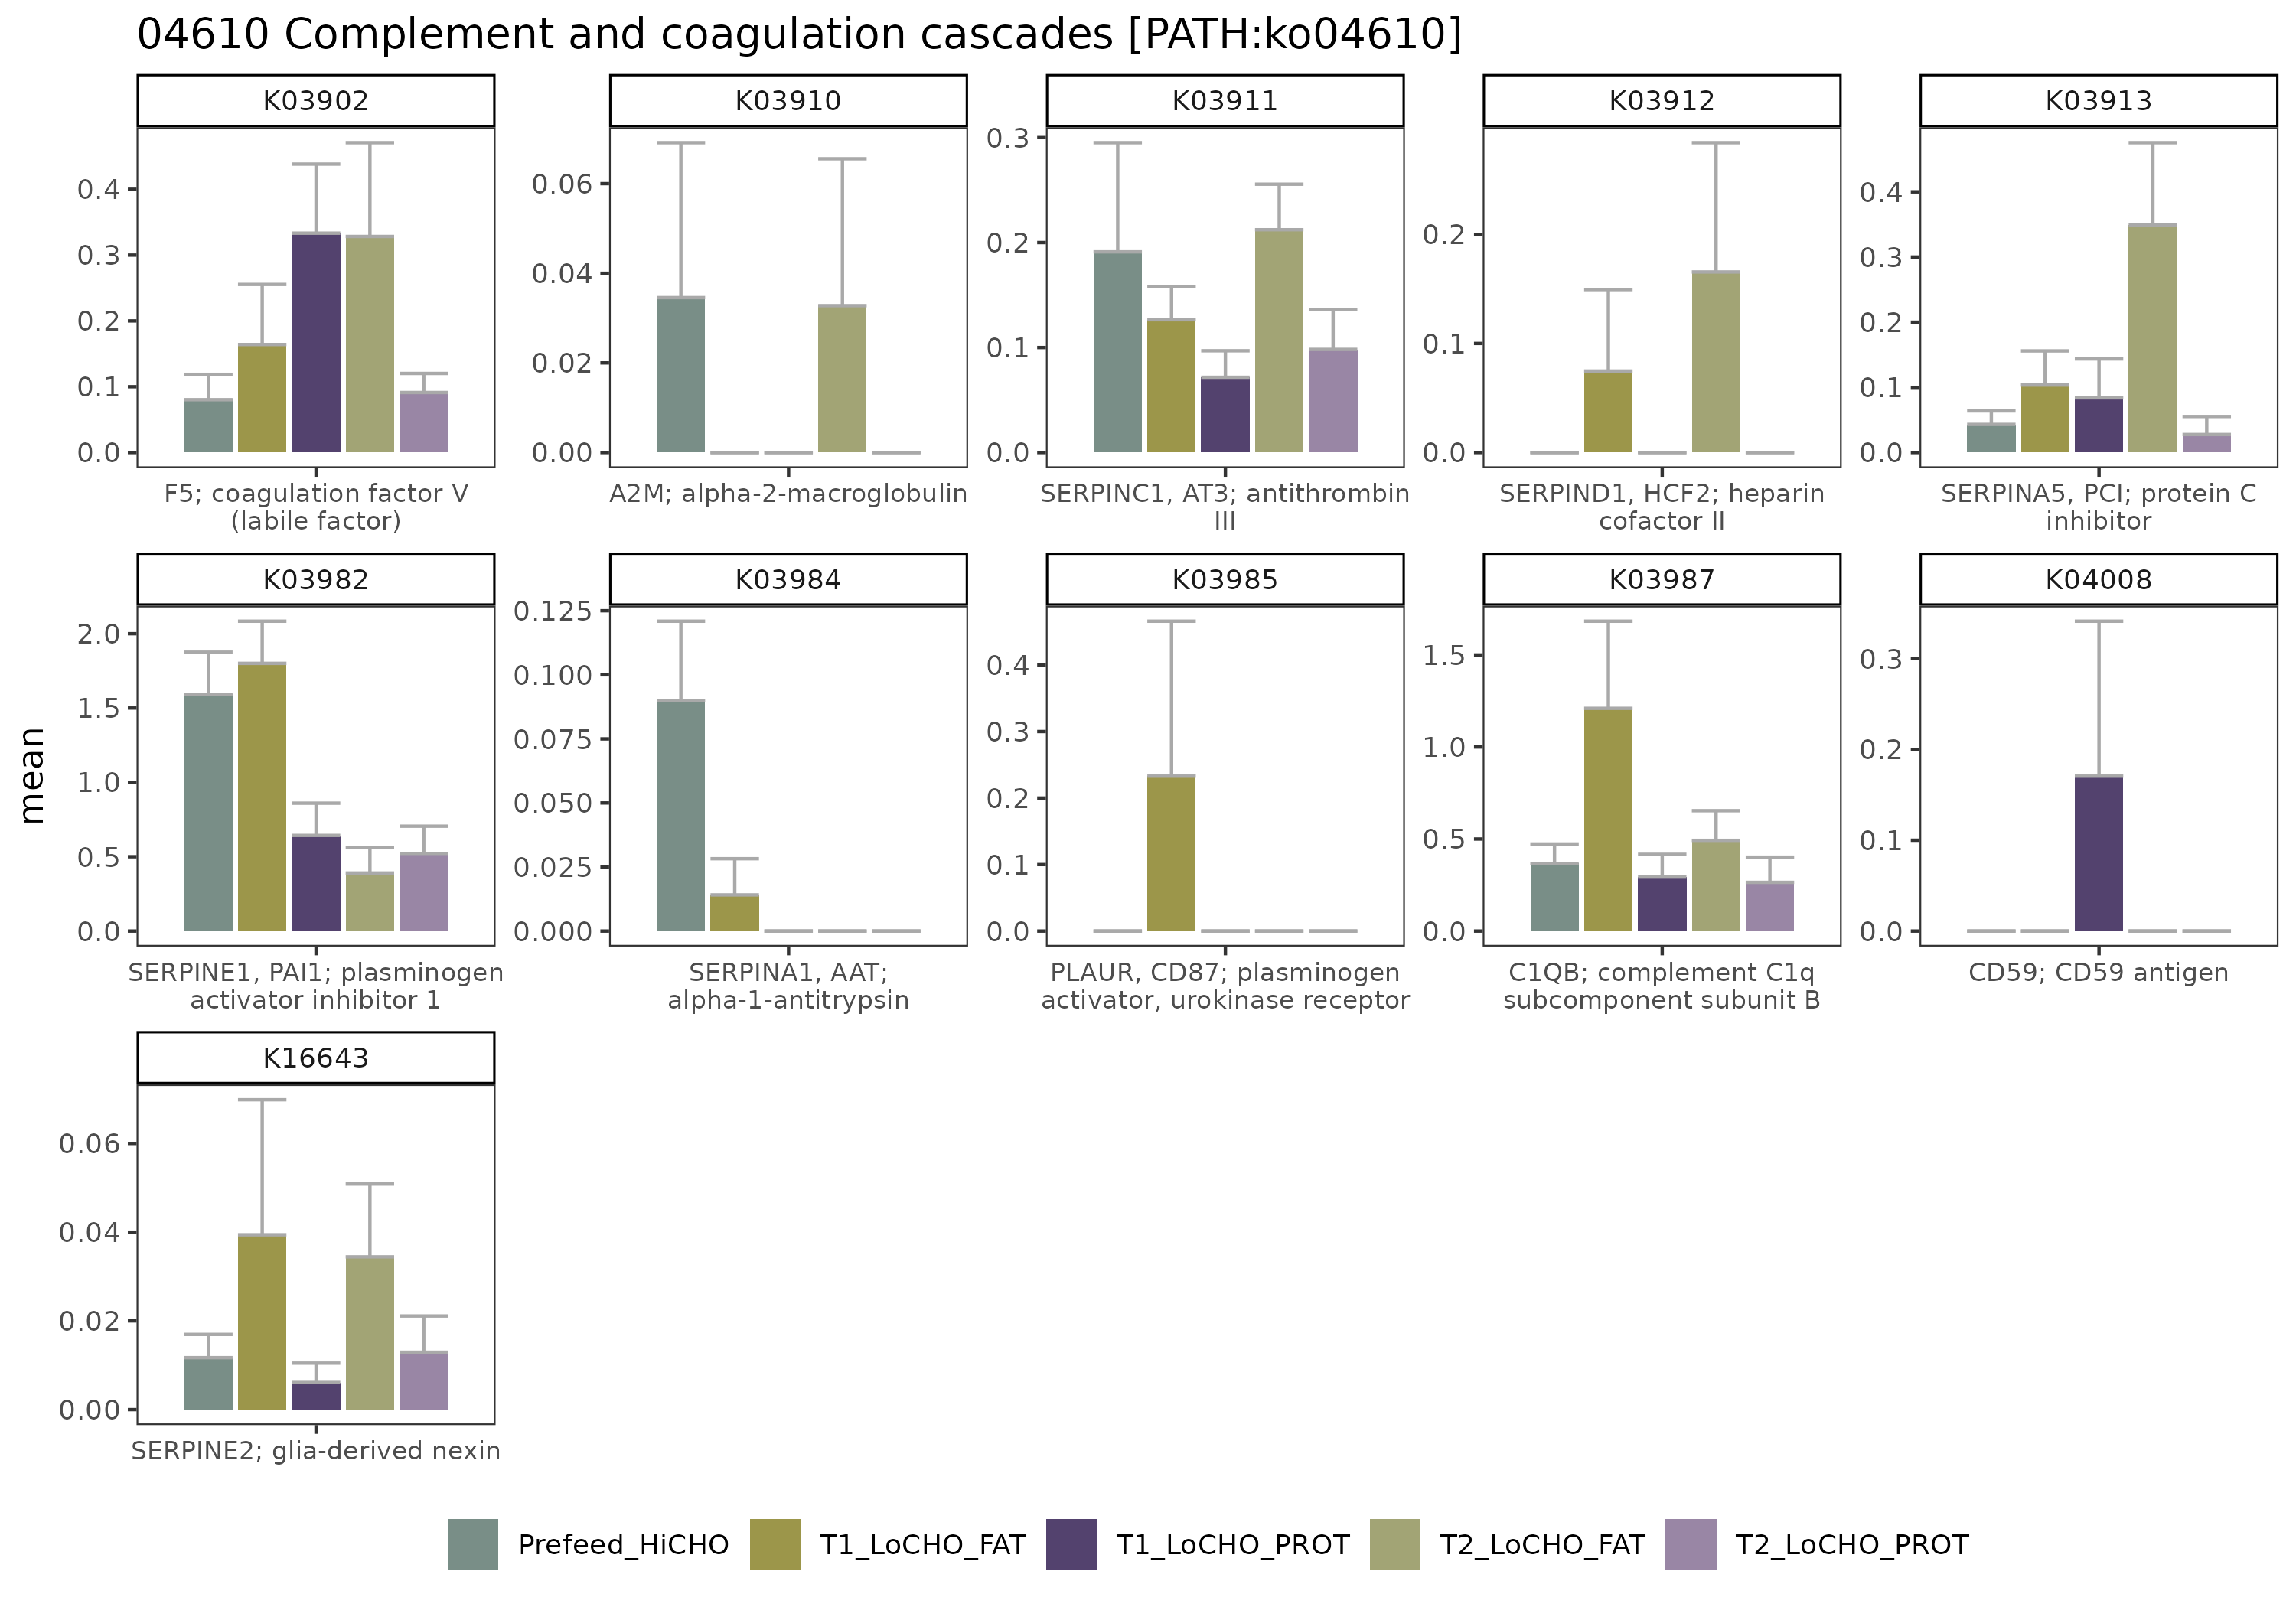 04610 Complement and coagulation cascades [PATH:ko04610]
K03902
K03910
K03911
K03912
K03913
0.4
0.3
0.2
0.1
0.0
0.06
0.04
0.02
0.00
0.3
0.2
0.1
0.0
0.2
0.1
0.0
0.4
0.3
0.2
0.1
0.0
F5; coagulation factor V
(labile factor)
A2M; alpha-2-macroglobulin
SERPINC1, AT3; antithrombin
III
SERPIND1, HCF2; heparin
cofactor II
SERPINA5, PCI; protein C
inhibitor
mean
K03982
K03984
K03985
K03987
K04008
2.0
1.5
1.0
0.5
0.0
0.125
0.100
0.075
0.050
0.025
0.000
0.4
0.3
0.2
0.1
0.0
1.5
1.0
0.5
0.0
0.3
0.2
0.1
0.0
SERPINE1, PAI1; plasminogen
activator inhibitor 1
SERPINA1, AAT;
alpha-1-antitrypsin
PLAUR, CD87; plasminogen
activator, urokinase receptor
C1QB; complement C1q
subcomponent subunit B
CD59; CD59 antigen
K16643
0.06
0.04
0.02
0.00
SERPINE2; glia-derived nexin
Prefeed_HiCHO
T1_LoCHO_FAT
T1_LoCHO_PROT
T2_LoCHO_FAT
T2_LoCHO_PROT